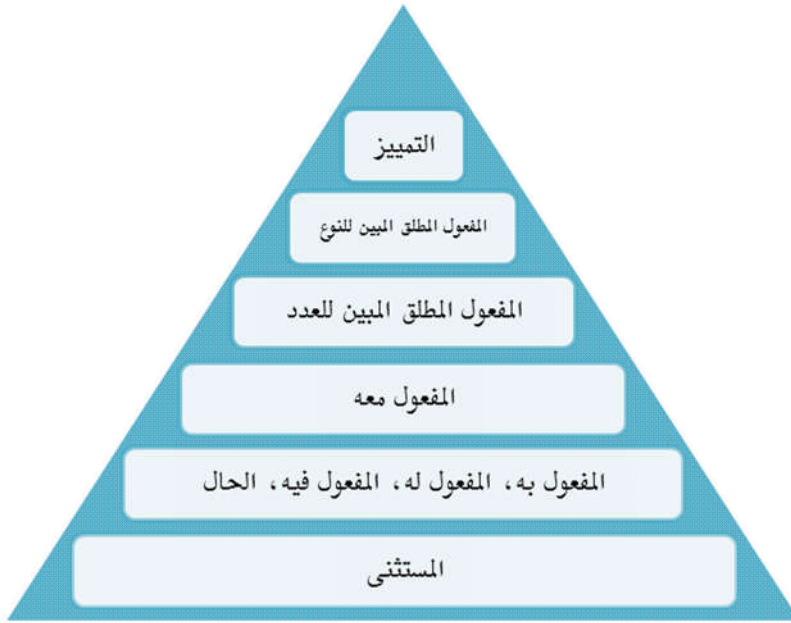 التمييز
المفعول المطلق المبين للنوع
المفعول المطلق المبين للعدد
المفعول معه
المفعول به، المفعول له، المفعول فيه، الحال
المستثنى